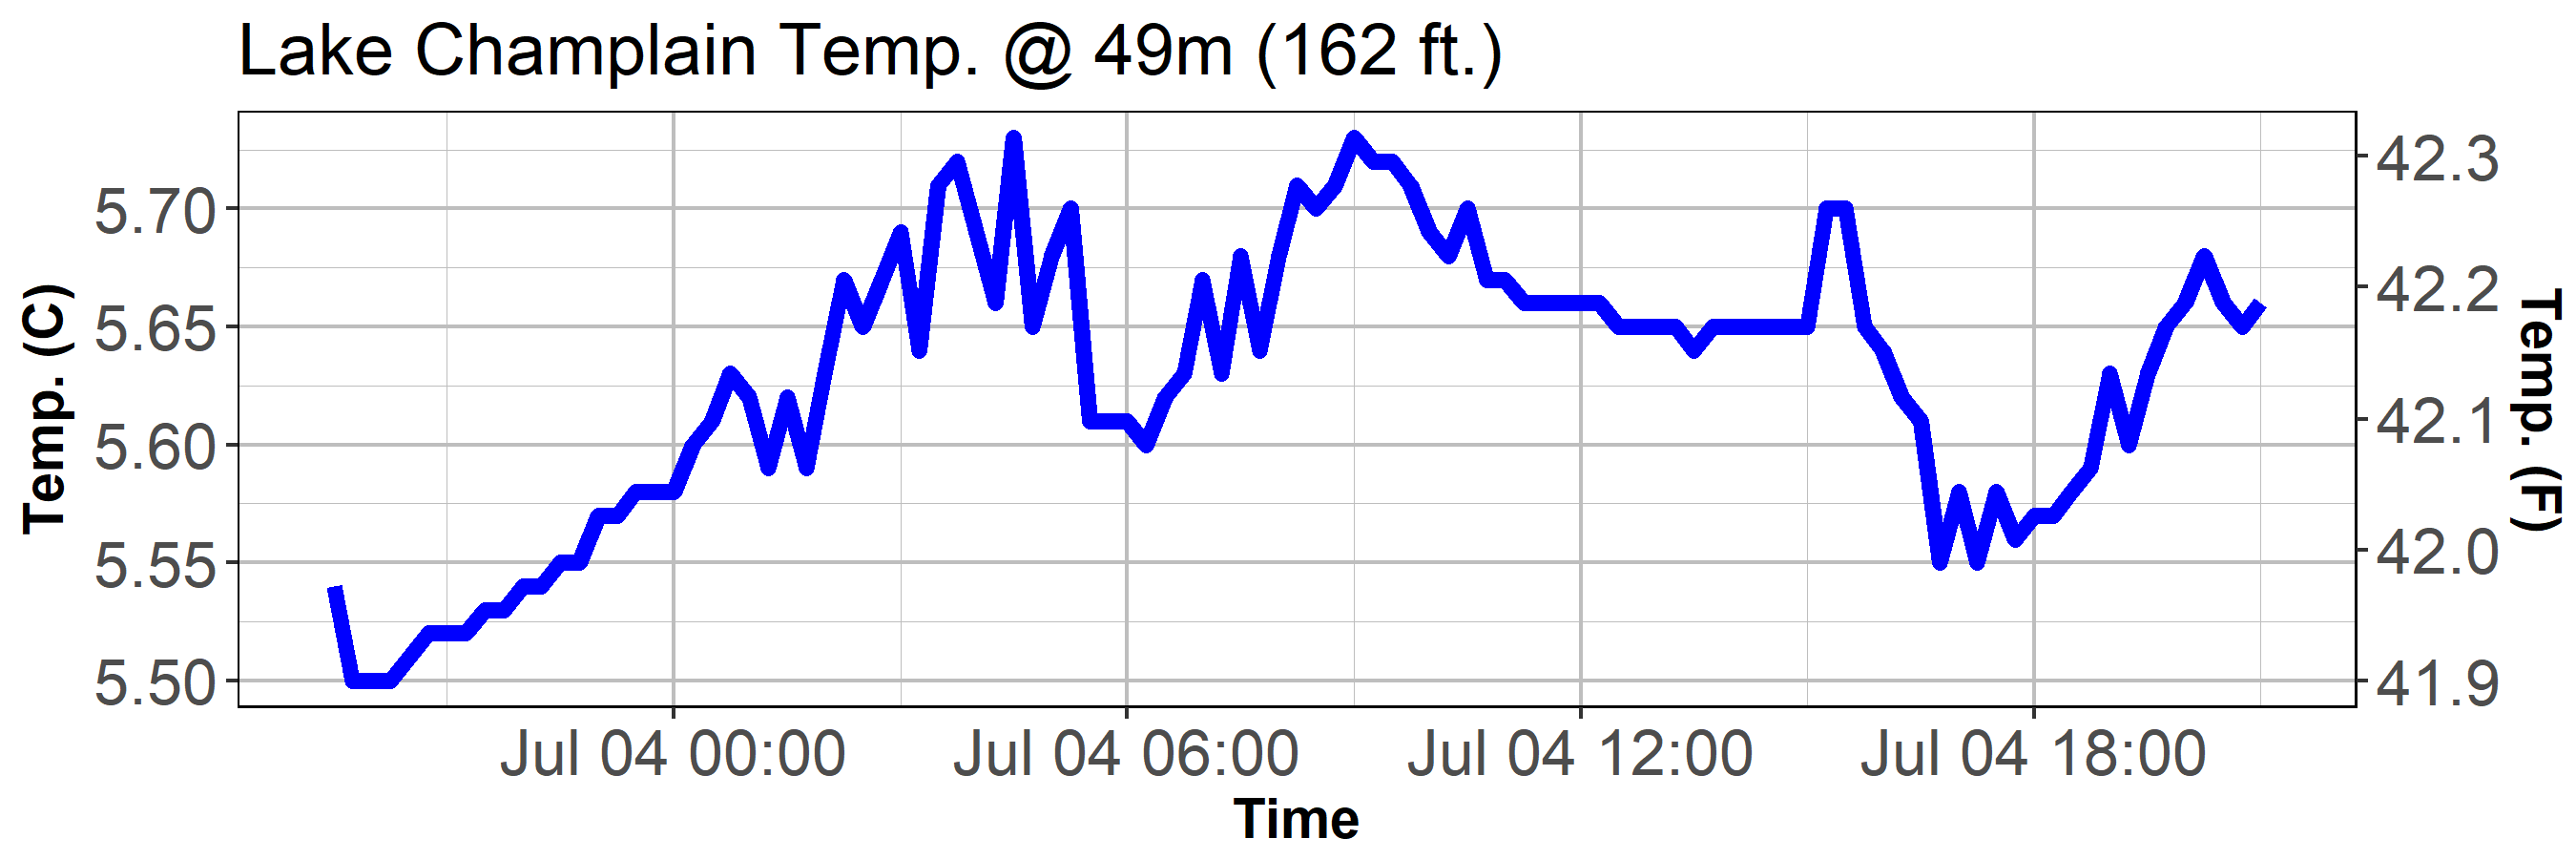 Lake Champlain Temp. @ 49m (162 ft.)
Temp. (C)
5.70
5.65
5.60
5.55
5.50
42.3
42.2
42.1
42.0
41.9
Temp. (F)
Jul 04 00:00 Jul 04 06:00 Jul 04 12:00 Jul 04 18:00
Time